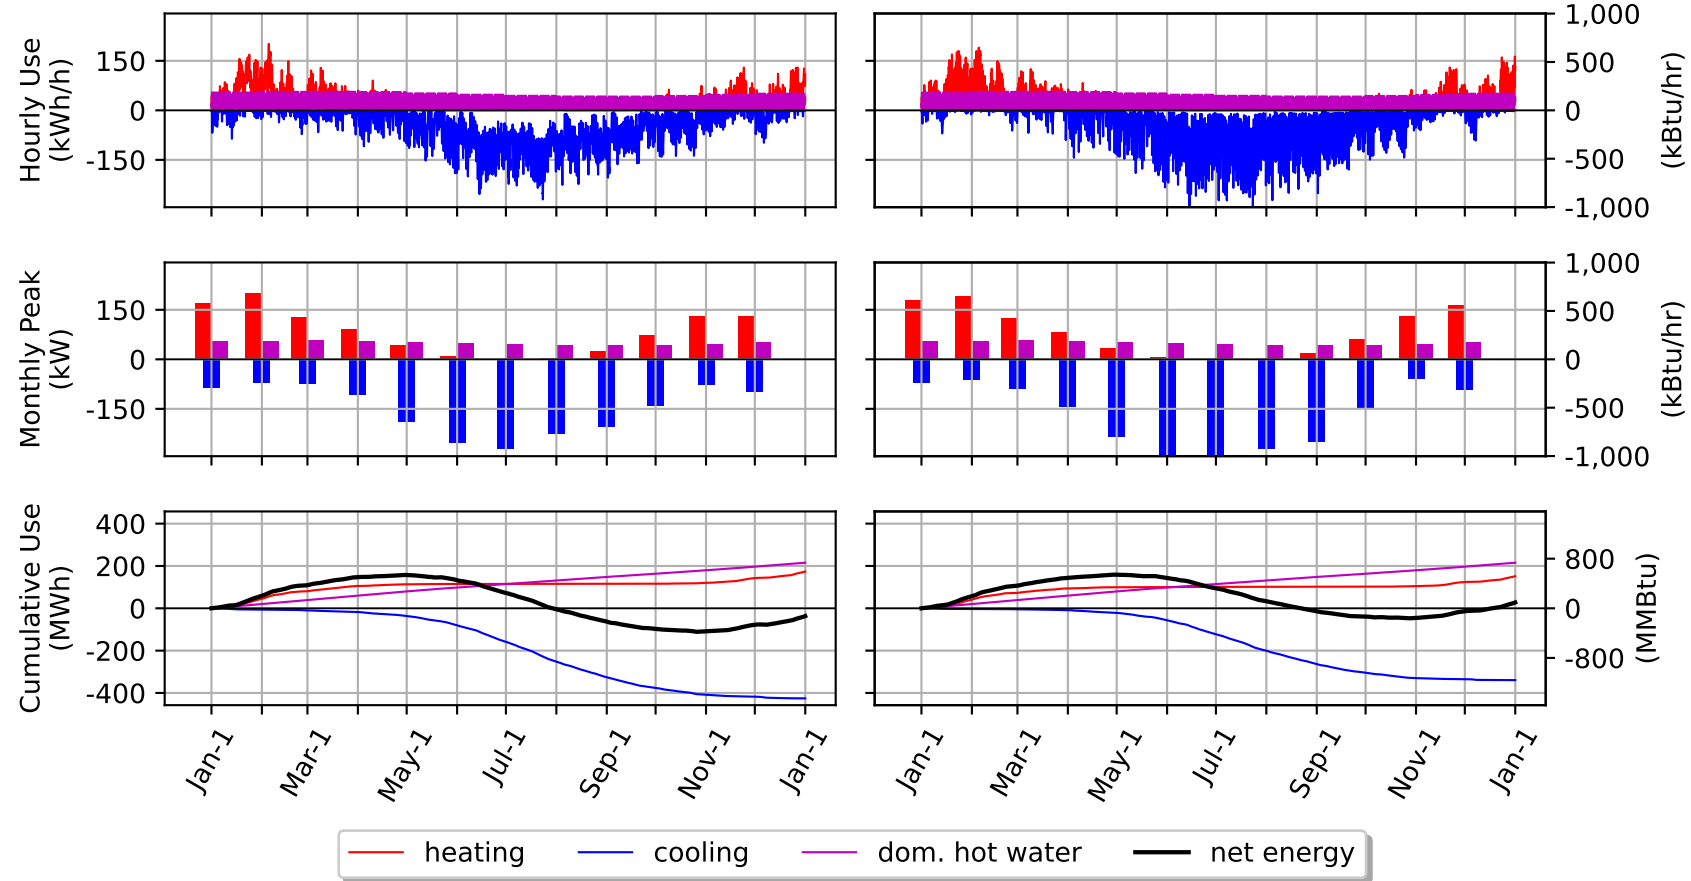 Hourly Use
(kWh/h)
150
0
-150
1,000
500
0
-500
-1,000
(kBtu/hr)
Monthly Peak
(kW)
150
0
-150
1,000
500
0
-500
-1,000
(kBtu/hr)
Cumulative Use
(MWh)
400
200
0
-200
-400
800
0
-800
(MMBtu)
Jan-1 Mar-1 May-1 Jul-1 Sep-1 Nov-1 Jan-1
Jan-1 Mar-1 May-1 Jul-1 Sep-1 Nov-1 Jan-1
heating cooling dom. hot water net energy